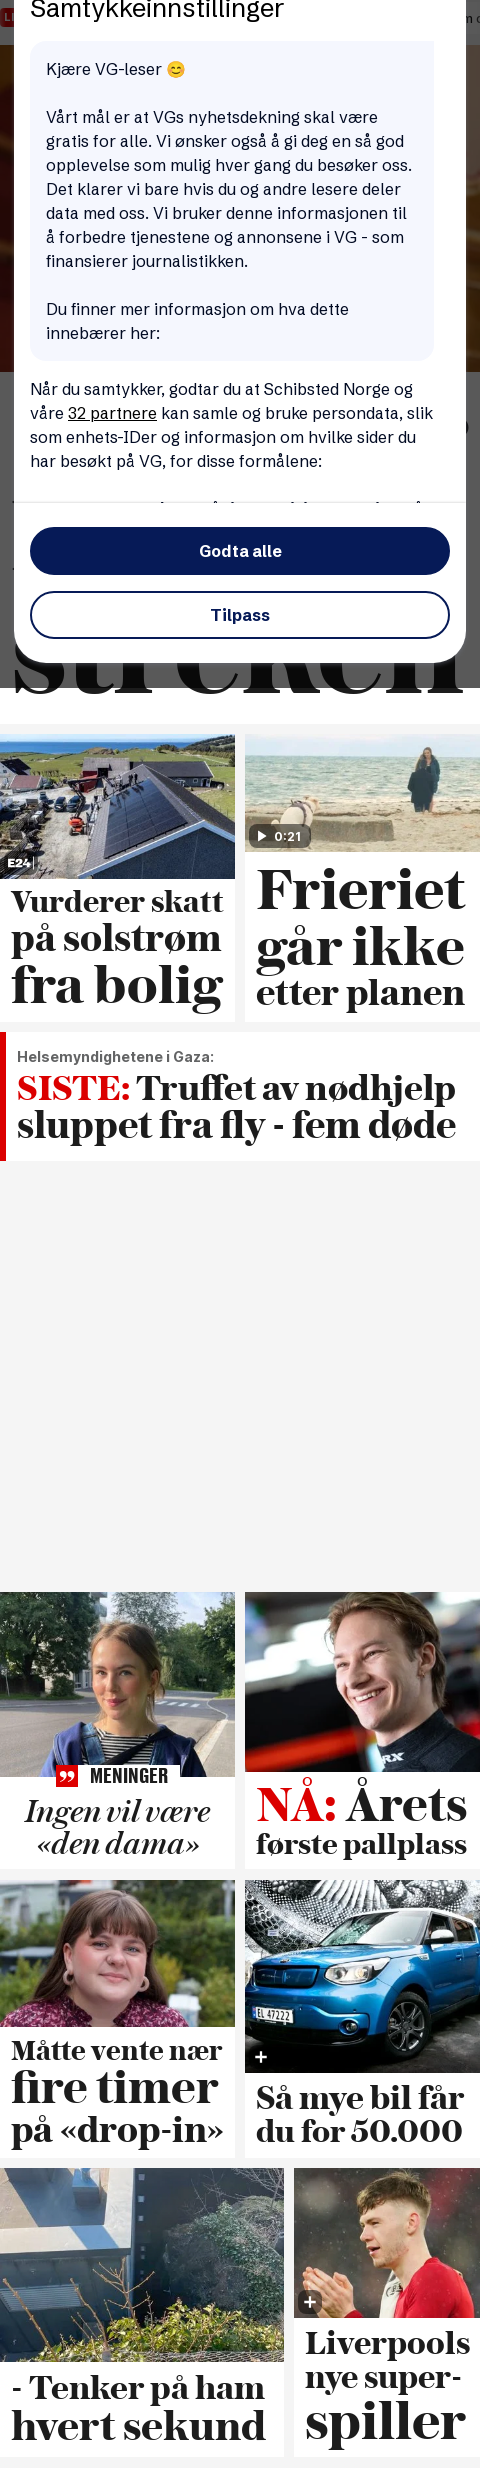 Samtykkeinnstillinger
Kjære VG-leser 😊
Vårt mål er at VGs nyhetsdekning skal være
gratis for alle. Vi ønsker også å gi deg en så god
opplevelse som mulig hver gang du besøker oss.
Det klarer vi bare hvis du og andre lesere deler
data med oss. Vi bruker denne informasjonen til
å forbedre tjenestene og annonsene i VG - som
finansierer journalistikken.
Du finner mer informasjon om hva dette
innebærer her:
Når du samtykker, godtar du at Schibsted Norge og
våre 32 partnere kan samle og bruke persondata, slik
som enhets-IDer og informasjon om hvilke sider du
har besøkt på VG, for disse formålene:
Godta alle
Tilpass
streken
E24
0:21
Vurderer skatt
på solstrøm
fra bolig
Frieriet
går ikke
etter planen
Helsemyndighetene i Gaza:
SISTE: Truffet av nødhjelp
sluppet fra fly - fem døde
RX
MENINGER
Ingen vil være
«den dama»
NÅ: Årets
første pallplass
EL 47222
Måtte vente nær
fire timer
på «drop-in»
Så mye bil får
du for 50.000
- Tenker på ham
hvert sekund
Liverpools
nye super-
spiller